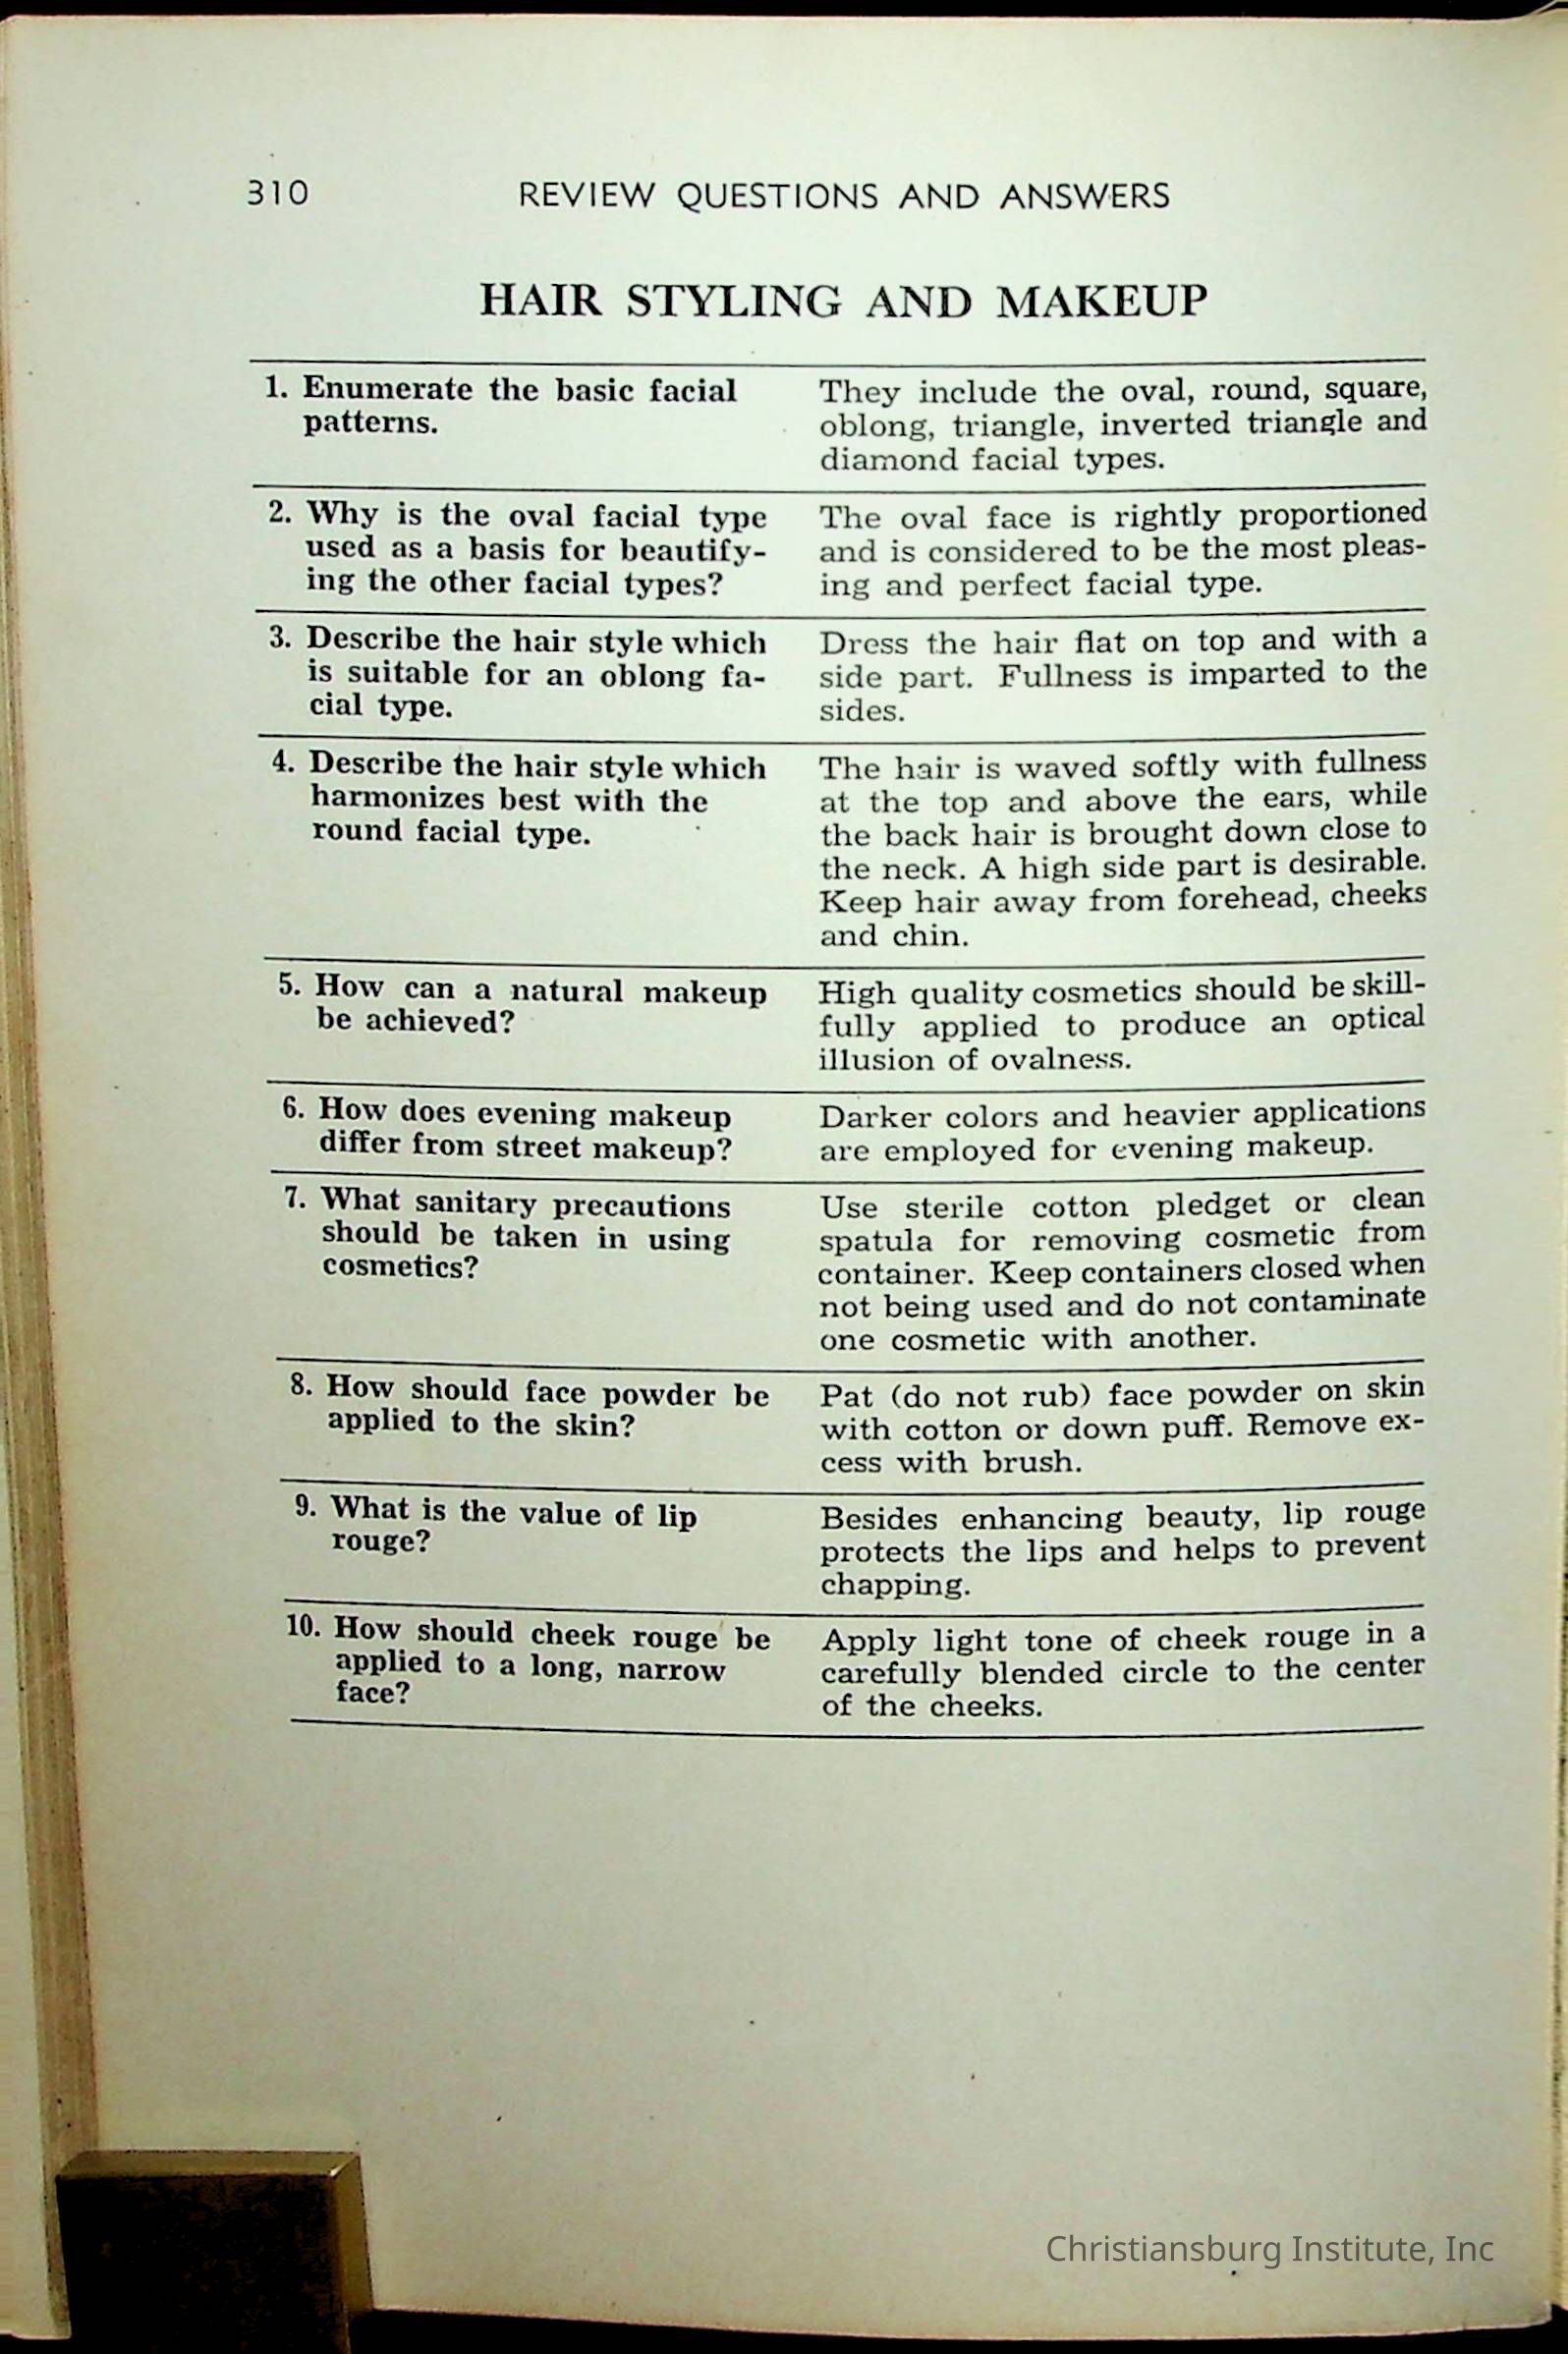 310 REVIEW QUESTIONS AND ANSWERS
HAIR STYLING AND MAKEUP
1. Enumerate the basic facial
patterns.
They include the oval, round, square,
oblong, triangle, inverted triangle and
diamond facial types.
2. Why is the oval facial type
used as a basis for beautify-
ing the other facial types?
The oval face is rightly proportioned
and is considered to be the most pleas-
ing and perfect facial type.
3. Describe the hair style which
is suitable for an oblong fa-
cial type.
Dress the hair flat on top and with a
side part. Fullness is imparted to the
sides.
4. Describe the hair style which
harmonizes best with the
round facial type.
The hair is waved softly with fullness
at the top and above the ears, while
the back hair is brought down close to
the neck. A high side part is desirable.
Keep hair away from forehead, cheeks
and chin.
5. How can a natural makeup
be achieved?
High quality cosmetics should be skill-
fully applied to produce an optical
illusion of ovalness.
6. How does evening makeup
differ from street makeup?
Darker colors and heavier applications
are employed for evening makeup.
7. What sanitary precautions
should be taken in using
cosmetics?
Use sterile cotton pledget or clean
spatula for removing cosmetic from
container. Keep containers closed when
not being used and do not contaminate
one cosmetic with another.
8. How should face powder be
applied to the skin?
Pat (do not rub) face powder on skin
with cotton or down puff. Remove ex-
cess with brush.
9. What is the value of lip
rouge?
Besides enhancing beauty, lip rouge
protects the lips and helps to prevent
chapping.
10. How should cheek rouge be
applied to a long, narrow
face?
Apply light tone of cheek rouge in a
carefully blended circle to the center
of the cheeks.
Christiansburg Institute, Inc